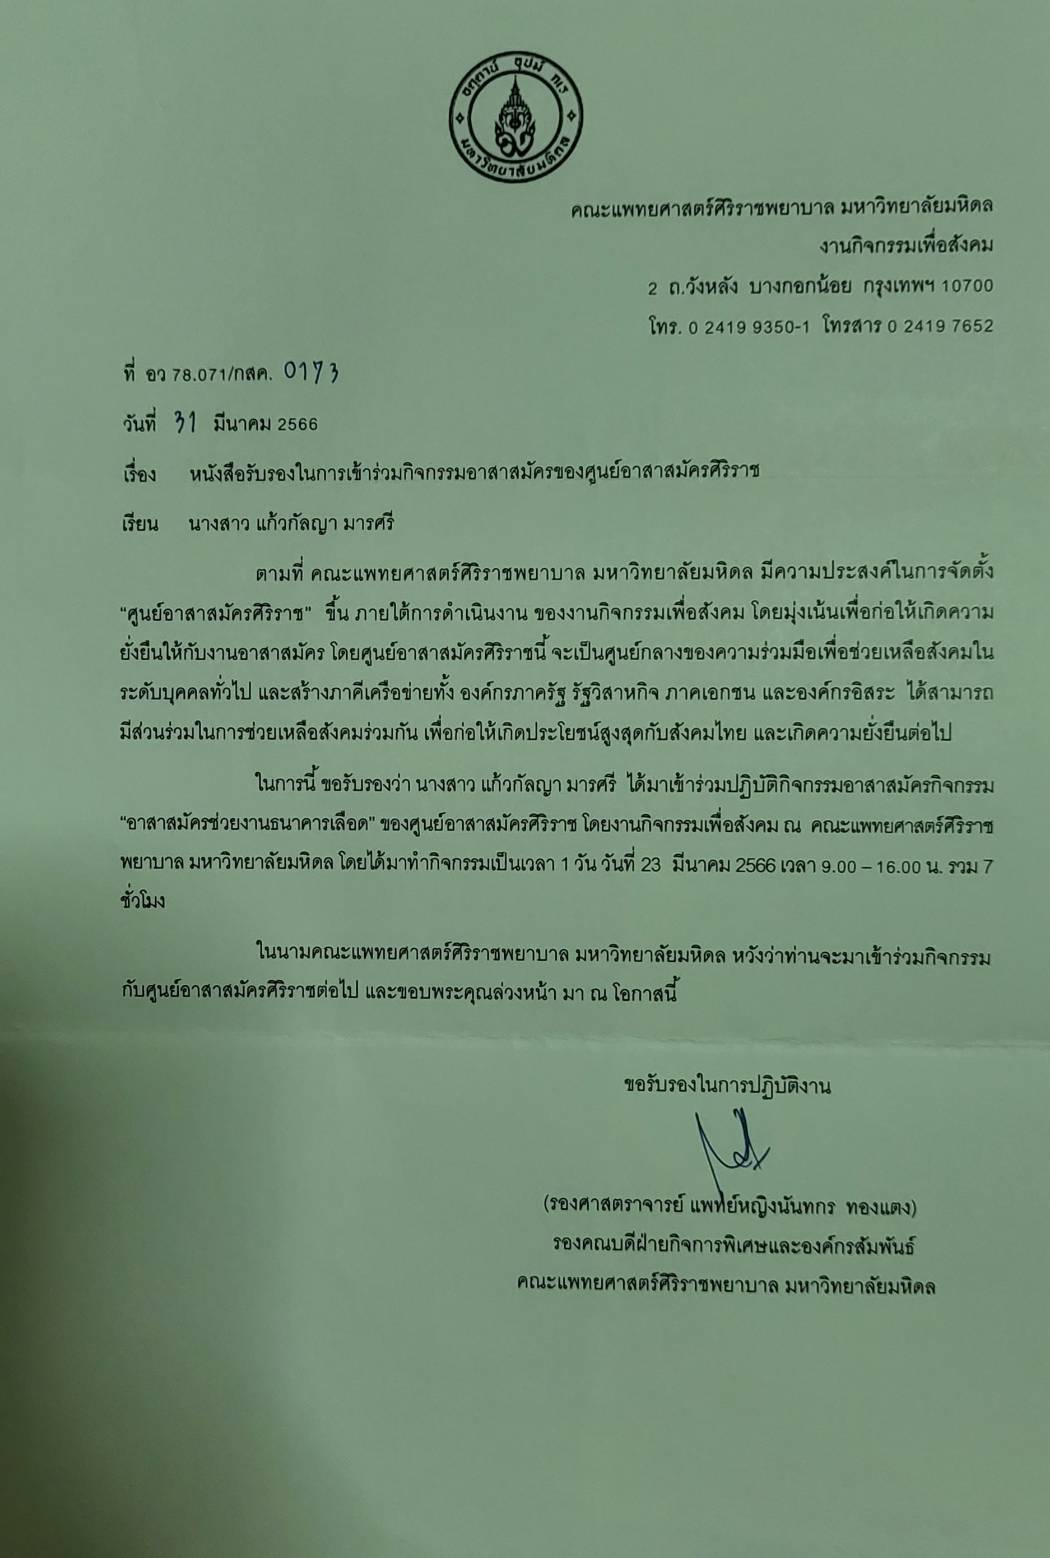 อตฺตานํ อุปมํ กเร
มหาวิทยาลัยมหิดล
คณะแพทยศาสตร์ศิริราชพยาบาล มหาวิทยาลัยมหิดล
งานกิจกรรมเพื่อสังคม
2 ถ.วังหลัง บางกอกน้อย กรุงเทพฯ 10700
โทร. 0 2419 9350-1 โทรสาร 0 2419 7652
ที่ อว 78.071/กสค. 0173
วันที่ 31 มีนาคม 2566
เรื่อง หนังสือรับรองในการเข้าร่วมกิจกรรมอาสาสมัครของศูนย์อาสาสมัครศิริราช
เรียน นางสาว แก้วกัลญา มารศรี
ตามที่ คณะแพทยศาสตร์ศิริราชพยาบาล มหาวิทยาลัยมหิดล มีความประสงค์ในการจัดตั้ง
“ศูนย์อาสาสมัครศิริราช” ขึ้น ภายใต้การดำเนินงาน ของงานกิจกรรมเพื่อสังคม โดยมุ่งเน้นเพื่อก่อให้เกิดความ
ยั่งยืนให้กับงานอาสาสมัคร โดยศูนย์อาสาสมัครศิริราชนี้ จะเป็นศูนย์กลางของความร่วมมือเพื่อช่วยเหลือสังคมใน
ระดับบุคคลทั่วไป และสร้างภาคีเครือข่ายทั้ง องค์กรภาครัฐ รัฐวิสาหกิจ ภาคเอกชน และองค์กรอิสระ ได้สามารถ
มีส่วนร่วมในการช่วยเหลือสังคมร่วมกัน เพื่อก่อให้เกิดประโยชน์สูงสุดกับสังคมไทย และเกิดความยั่งยืนต่อไป
ในการนี้ ขอรับรองว่า นางสาว แก้วกัลญา มารศรี ได้มาเข้าร่วมปฏิบัติกิจกรรมอาสาสมัครกิจกรรม
“อาสาสมัครช่วยงานธนาคารเลือด” ของศูนย์อาสาสมัครศิริราช โดยงานกิจกรรมเพื่อสังคม ณ คณะแพทยศาสตร์ศิริราช
พยาบาล มหาวิทยาลัยมหิดล โดยได้มาทำกิจกรรมเป็นเวลา 1 วัน วันที่ 23 มีนาคม 2566 เวลา 9.00 – 16.00 น. รวม 7
ชั่วโมง
ในนามคณะแพทยศาสตร์ศิริราชพยาบาล มหาวิทยาลัยมหิดล หวังว่าท่านจะมาเข้าร่วมกิจกรรม
กับศูนย์อาสาสมัครศิริราชต่อไป และขอบพระคุณล่วงหน้า มา ณ โอกาสนี้
ขอรับรองในการปฏิบัติงาน
(รองศาสตราจารย์ แพทย์หญิงนันทกร ทองแตง)
รองคณบดีฝ่ายกิจการพิเศษและองค์กรสัมพันธ์
คณะแพทยศาสตร์ศิริราชพยาบาล มหาวิทยาลัยมหิดล